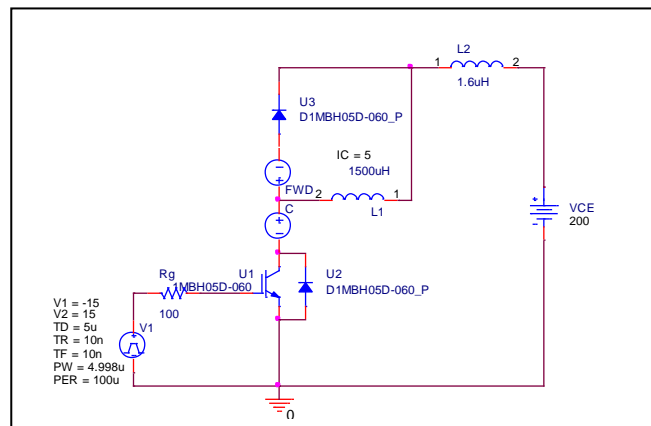 L2
1
2
1.6uH
U3
D1MBH05D-060_P
IC = 5
1500uH
FWD
2
1
C
L1
VCE
200
U1
U2
Rg
1MBH05D-060
D1MBH05D-060_P
100
V1 = -15
V2 = 15
TD = 5u
TR = 10n
TF = 10n
PW = 4.998u
PER = 100u
V1
0